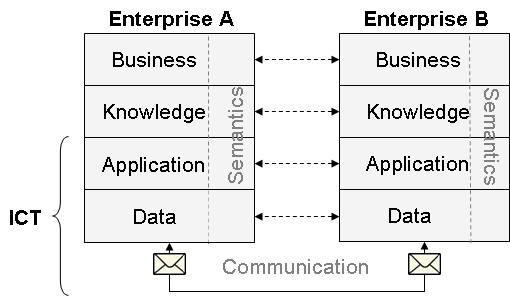 Enterprise A
Enterprise B
Business
Business
Knowledge
Knowledge
Semantics
Semantics
Application
Application
Data
Data
ICT
Communication